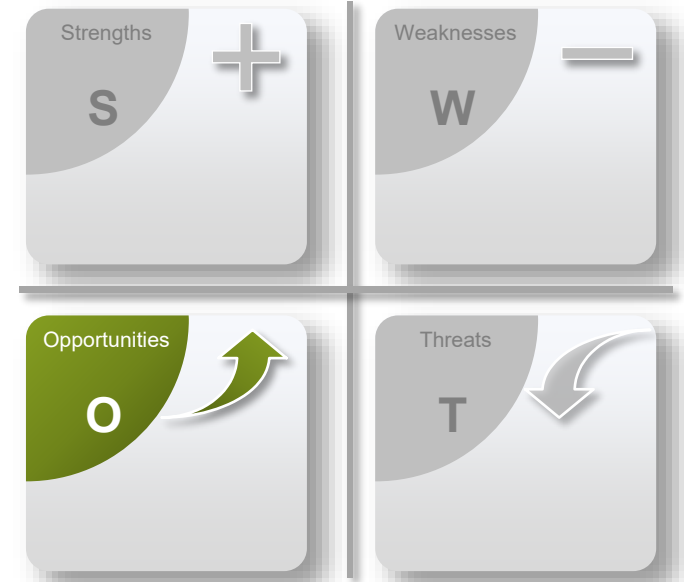 Strengths
S
Weaknesses
W
Opportunities
O
Threats
T